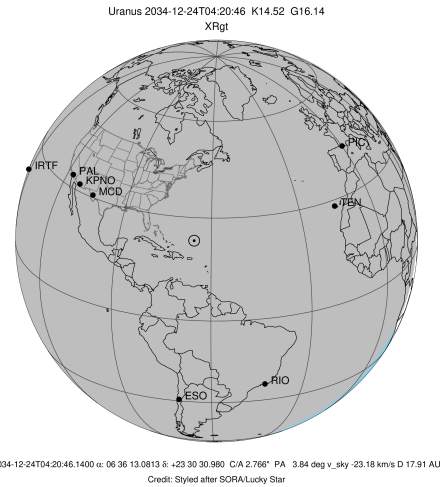 Uranus 2034-12-24T04:20:46 K14.52 G16.14
XRgt
IRTF
PAL
KPNO
MCD
PIC
TEN
ESO
RIO
034-12-24T04:20:46.1400 α: 06 36 13.0813 δ: +23 30 30.980 C/A 2.766" PA 3.84 deg v_sky -23.18 km/s D 17.91 AU
Credit: Styled after SORA/Lucky Star